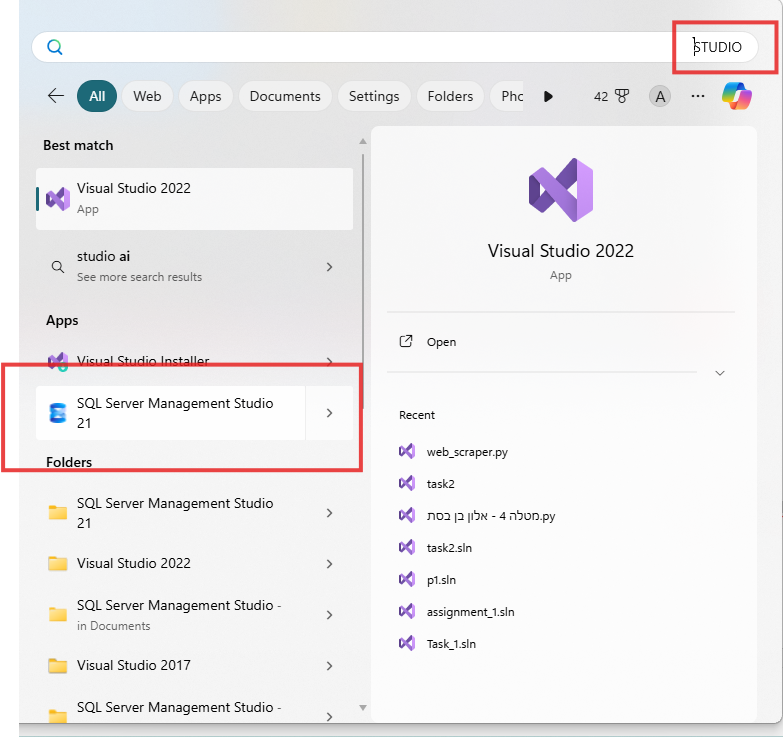 STUDIO
All
Web
Apps
Documents
Settings
Folders
Pho
42
A
Best match
Visual Studio 2022
App
studio ai
See more search results
Apps
Visual Studio Installer
SQL Server Management Studio
21
Folders
SQL Server Management Studio
21
Visual Studio 2022
SQL Server Management Studio -
in Documents
Visual Studio 2017
SQL Server Management Studio -
Visual Studio 2022
App
Open
Recent
web_scraper.py
task2
מטלה 4 - אלון בן בסת.py
task2.sln
p1.sln
assignment_1.sln
Task_1.sln